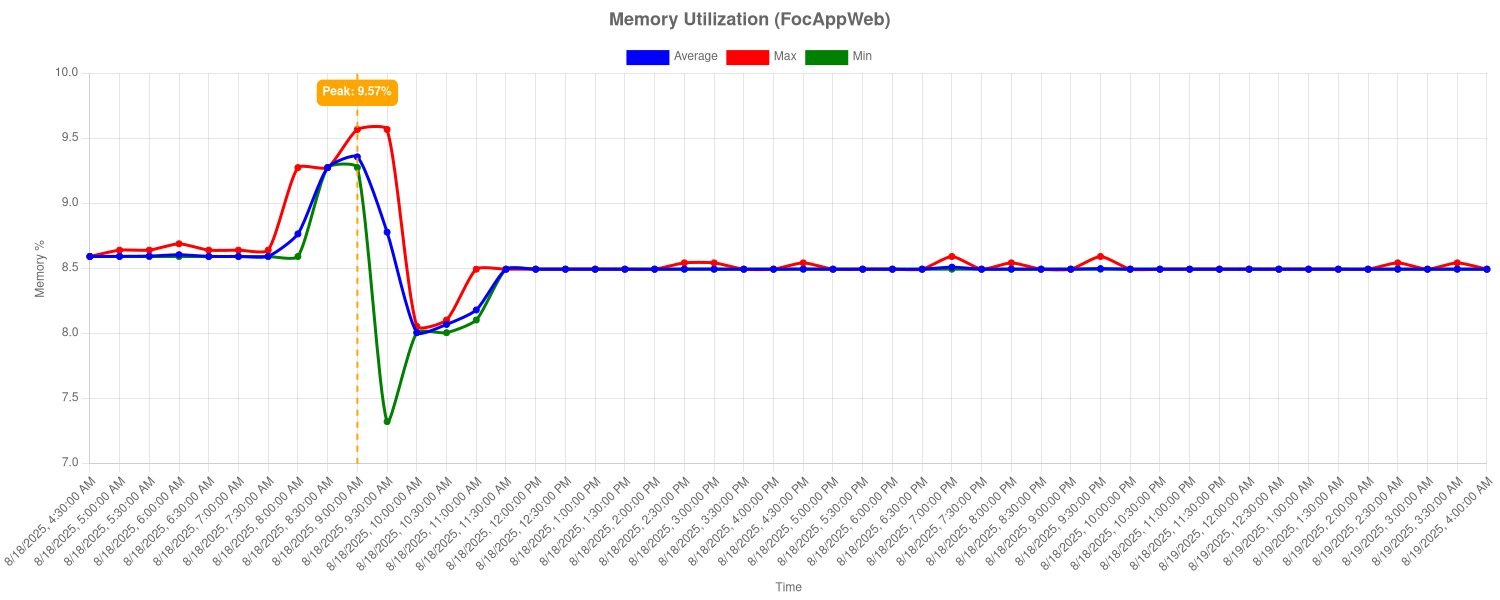 Memory Utilization (FocAppWeb)
Average Max Min
Peak: 9.57%
10.0
9.5
9.0
8.5
8.0
7.5
7.0
Memory %
8/18/2025, 4:30:00 AM
8/18/2025, 5:00:00 AM
8/18/2025, 5:30:00 AM
8/18/2025, 6:00:00 AM
8/18/2025, 6:30:00 AM
8/18/2025, 7:00:00 AM
8/18/2025, 7:30:00 AM
8/18/2025, 8:00:00 AM
8/18/2025, 8:30:00 AM
8/18/2025, 9:00:00 AM
8/18/2025, 9:30:00 AM
8/18/2025, 10:00:00 AM
8/18/2025, 10:30:00 AM
8/18/2025, 11:00:00 AM
8/18/2025, 11:30:00 AM
8/18/2025, 12:00:00 PM
8/18/2025, 12:30:00 PM
8/18/2025, 1:00:00 PM
8/18/2025, 1:30:00 PM
8/18/2025, 2:00:00 PM
8/18/2025, 2:30:00 PM
8/18/2025, 3:00:00 PM
8/18/2025, 3:30:00 PM
8/18/2025, 4:00:00 PM
8/18/2025, 4:30:00 PM
8/18/2025, 5:00:00 PM
8/18/2025, 5:30:00 PM
8/18/2025, 6:00:00 PM
8/18/2025, 6:30:00 PM
8/18/2025, 7:00:00 PM
8/18/2025, 7:30:00 PM
8/18/2025, 8:00:00 PM
8/18/2025, 8:30:00 PM
8/18/2025, 9:00:00 PM
8/18/2025, 9:30:00 PM
8/18/2025, 10:00:00 PM
8/18/2025, 10:30:00 PM
8/18/2025, 11:00:00 PM
8/18/2025, 11:30:00 PM
8/19/2025, 12:00:00 AM
8/19/2025, 12:30:00 AM
8/19/2025, 1:00:00 AM
8/19/2025, 1:30:00 AM
8/19/2025, 2:00:00 AM
8/19/2025, 2:30:00 AM
8/19/2025, 3:00:00 AM
8/19/2025, 3:30:00 AM
8/19/2025, 4:00:00 AM
Time